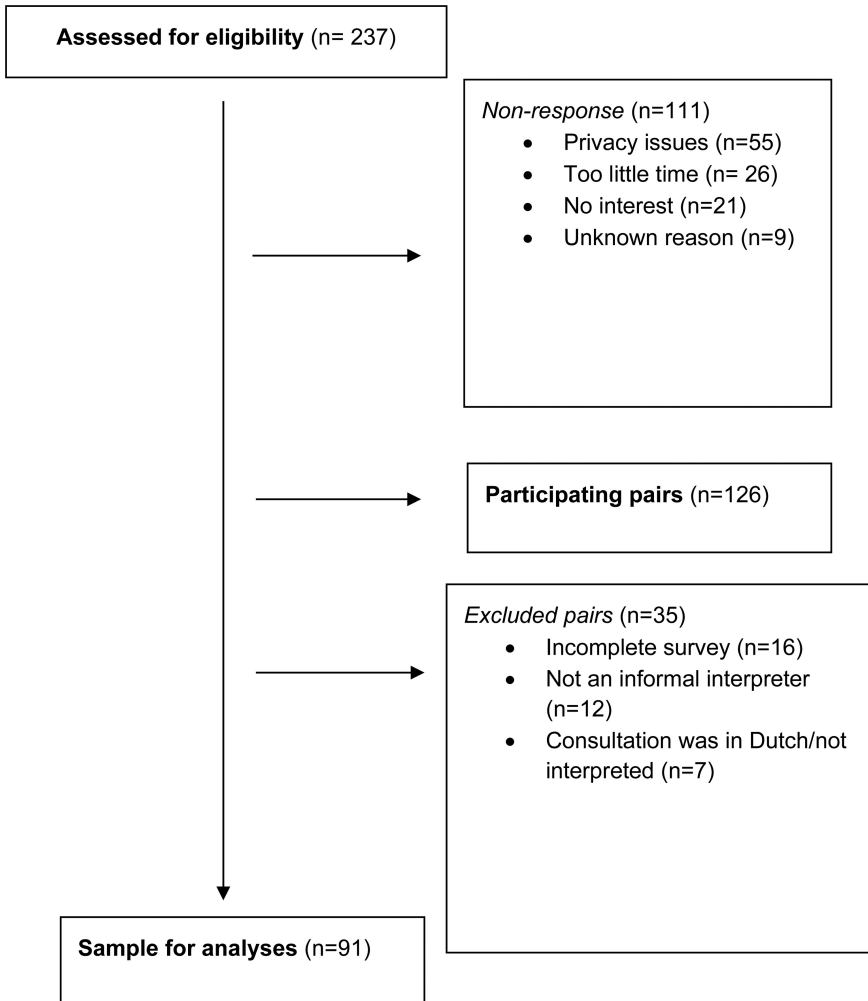 Assessed for eligibility (n= 237)
Non-response (n=111)
• Privacy issues (n=55)
• Too little time (n= 26)
• No interest (n=21)
• Unknown reason (n=9)
Participating pairs (n=126)
Excluded pairs (n=35)
• Incomplete survey (n=16)
• Not an informal interpreter
(n=12)
• Consultation was in Dutch/not
interpreted (n=7)
Sample for analyses (n=91)